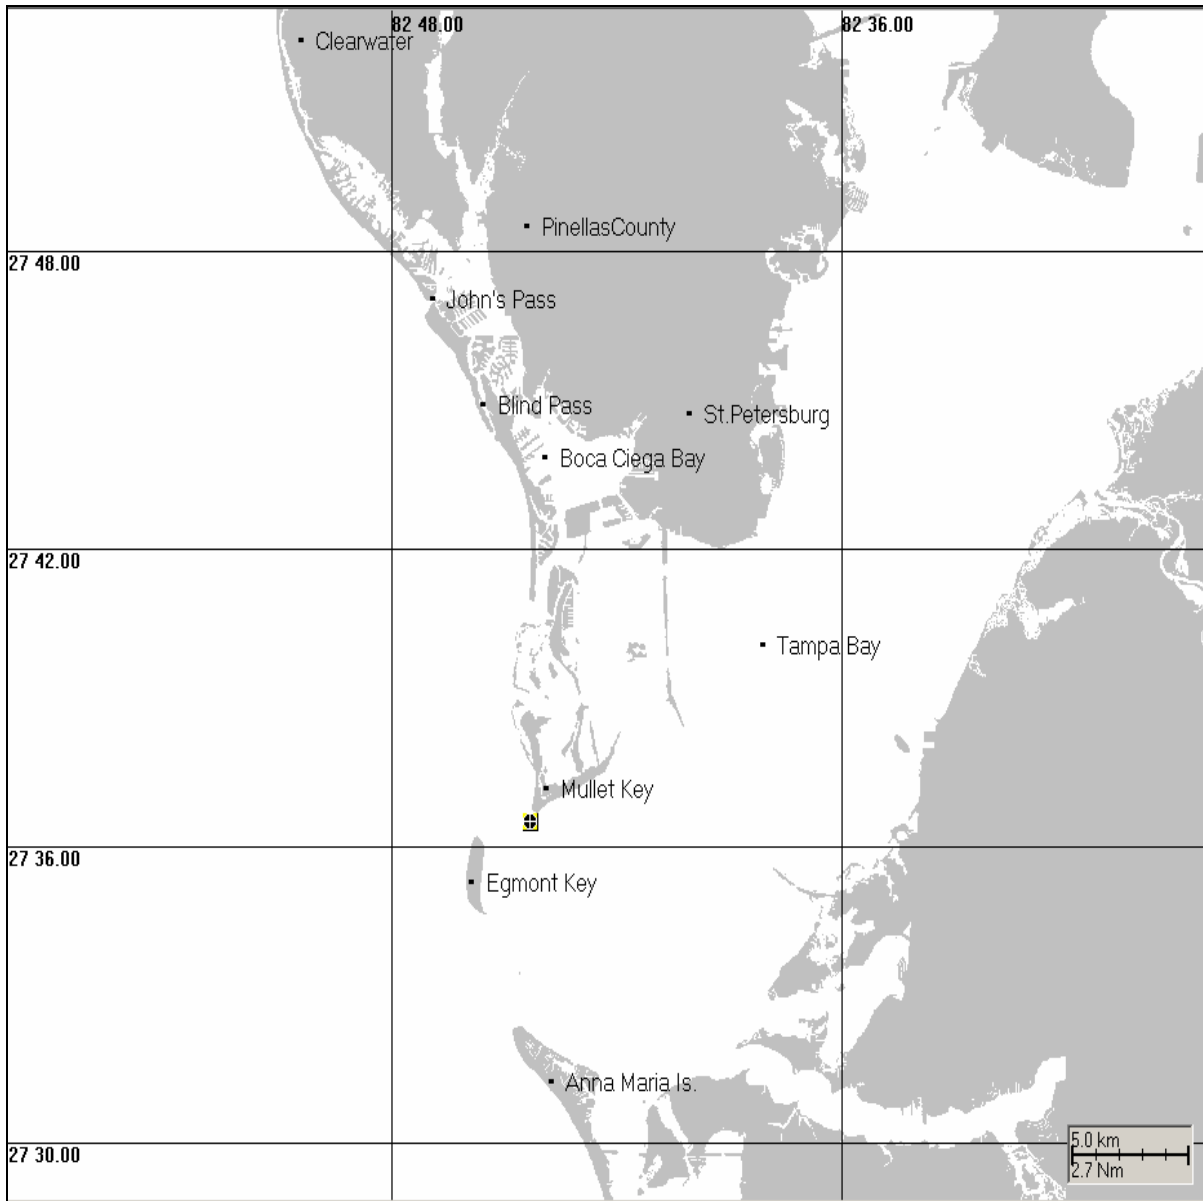 82 48.00
82 36.00
Clearwater
PinellasCounty
27 48.00
John's Pass
Blind Pass
St.Petersburg
Boca Ciega Bay
27 42.00
Tampa Bay
Mullet Key
27 36.00
Egmont Key
Anna Maria Is.
5.0 km
27 30.00
2.7 Nm